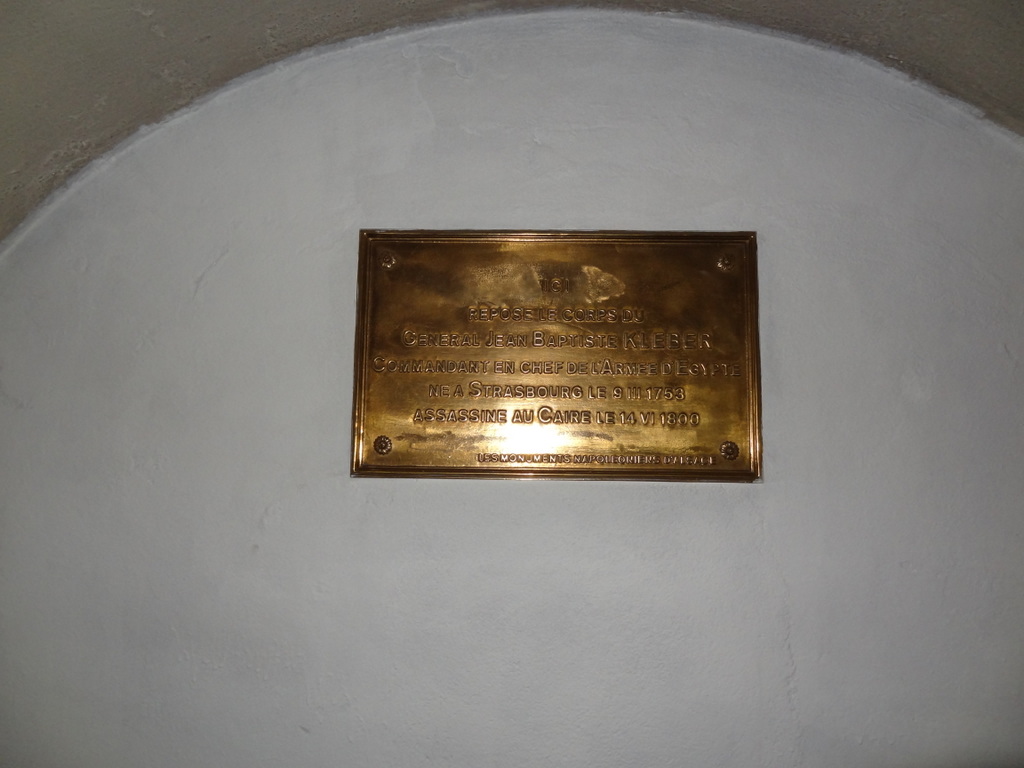 ICI
REPOSE LE CORPS DU
GENERAL JEAN BAPTISTE KLEBER
COMMANDANT EN CHEF DE L'ARMEE D'EGYPTE
NE A STRASBOURG LE 9 III 1753
ASSASSINE AU CAIRE LE 14 VI 1800
LES MONUMENTS NAPOLEONIENS D'ALSACE